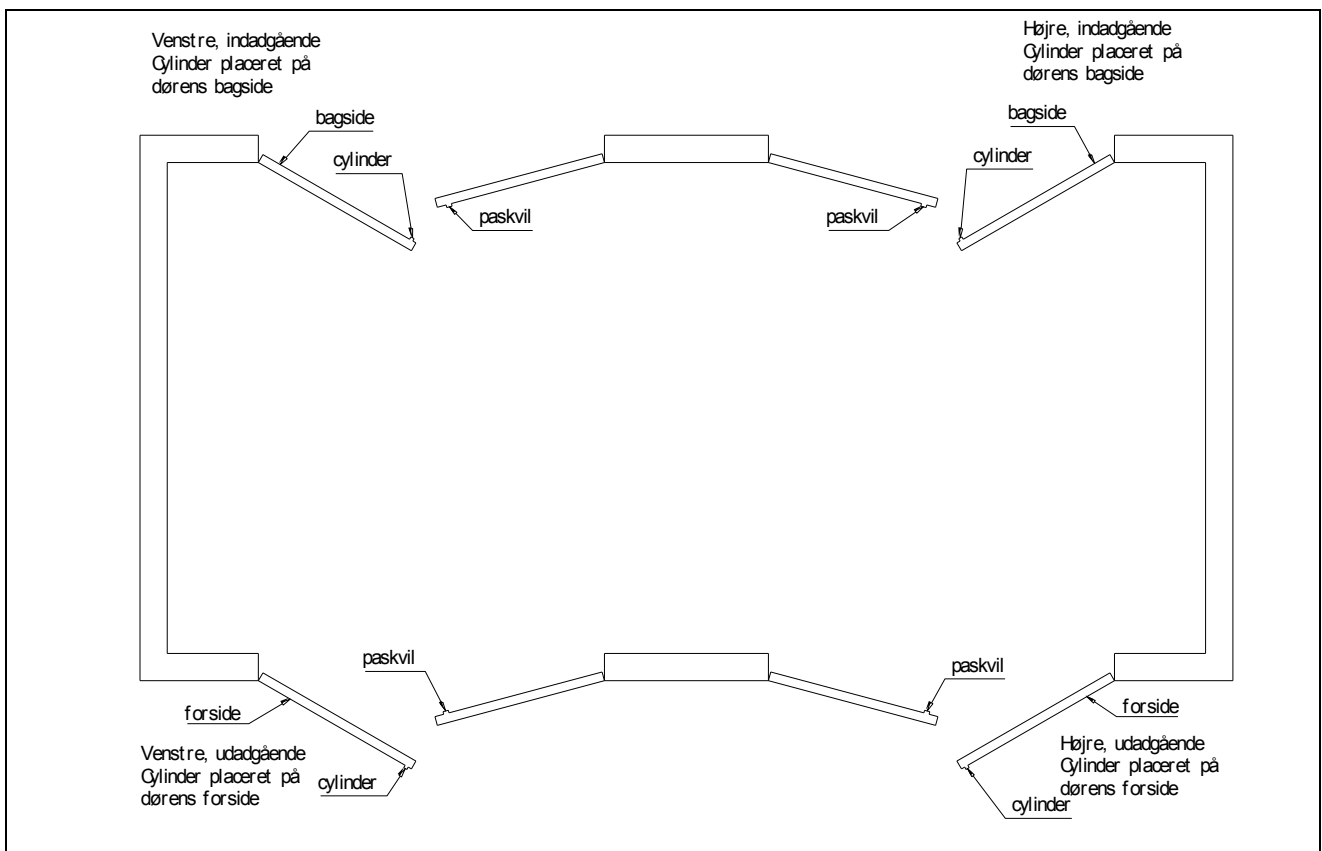 Venstre, indadgående
Cylinder placeret på
dørens bagside
Højre, indadgående
Cylinder placeret på
dørens bagside
bagside
cylinder
bagside
cylinder
paskvil
paskvil
paskvil
paskvil
forside
forside
Venstre, udadgående
Cylinder placeret på
dørens forside
cylinder
Højre, udadgående
Cylinder placeret på
dørens forside
cylinder